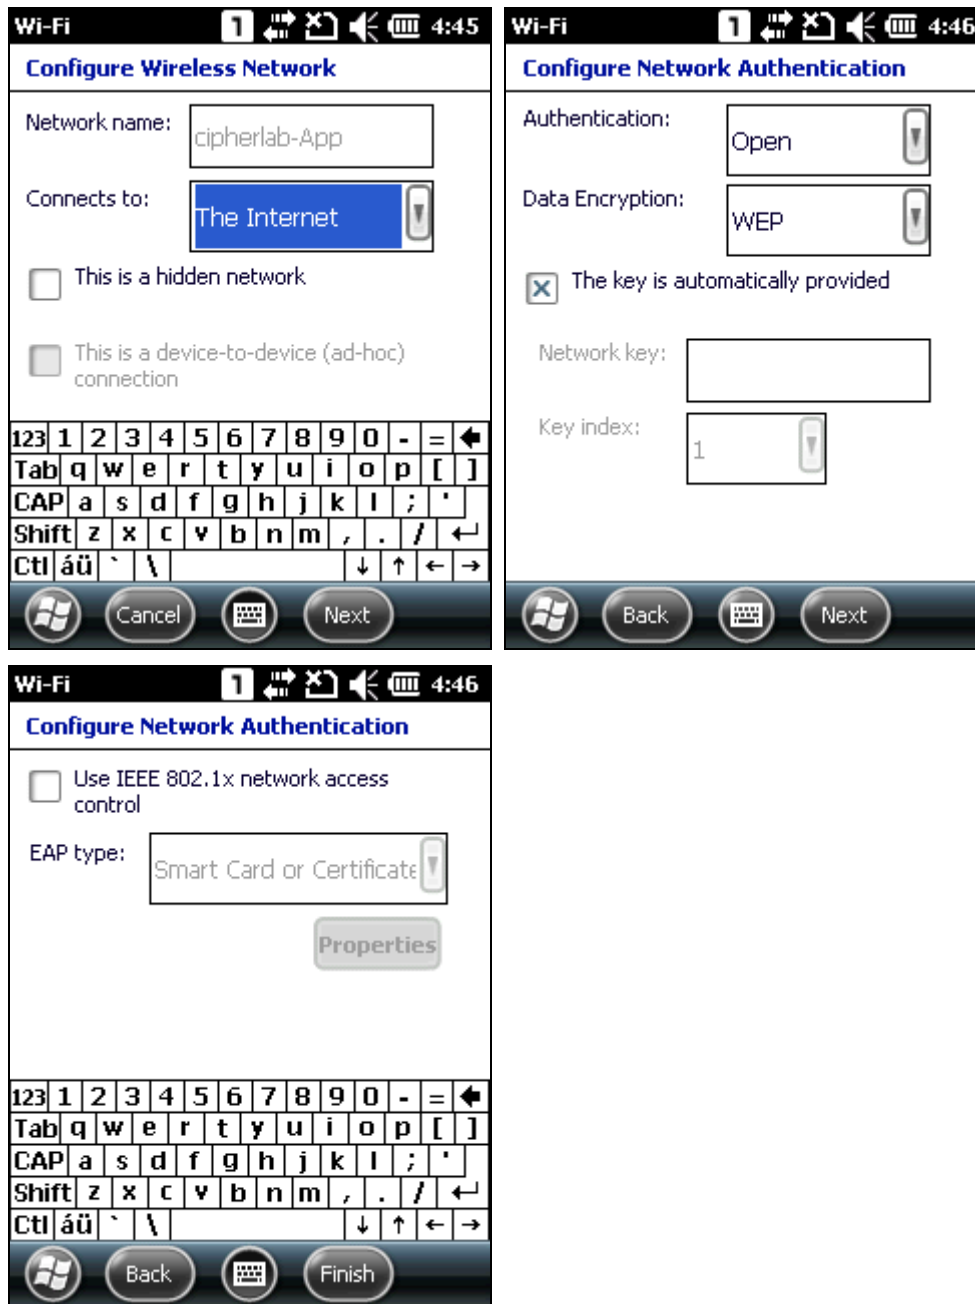 Wi-Fi 1 4:45
Configure Wireless Network
Network name: cipherlab-App
Connects to: The Internet
This is a hidden network
This is a device-to-device (ad-hoc)
connection
123 1 2 3 4 5 6 7 8 9 0 - =
Tab q w e r t y u i o p [ ]
CAP a s d f g h j k l ; '
Shift z x c v b n m , . / ↵
Ctl áü ` \ ↓ ↑ ← →
Cancel Next
Wi-Fi 1 4:46
Configure Network Authentication
Authentication: Open
Data Encryption: WEP
The key is automatically provided
Network key:
Key index: 1
Back Next
Wi-Fi 1 4:46
Configure Network Authentication
Use IEEE 802.1x network access
control
EAP type: Smart Card or Certificate
Properties
123 1 2 3 4 5 6 7 8 9 0 - =
Tab q w e r t y u i o p [ ]
CAP a s d f g h j k l ; '
Shift z x c v b n m , . / ↵
Ctl áü ` \ ↓ ↑ ← →
Back Finish